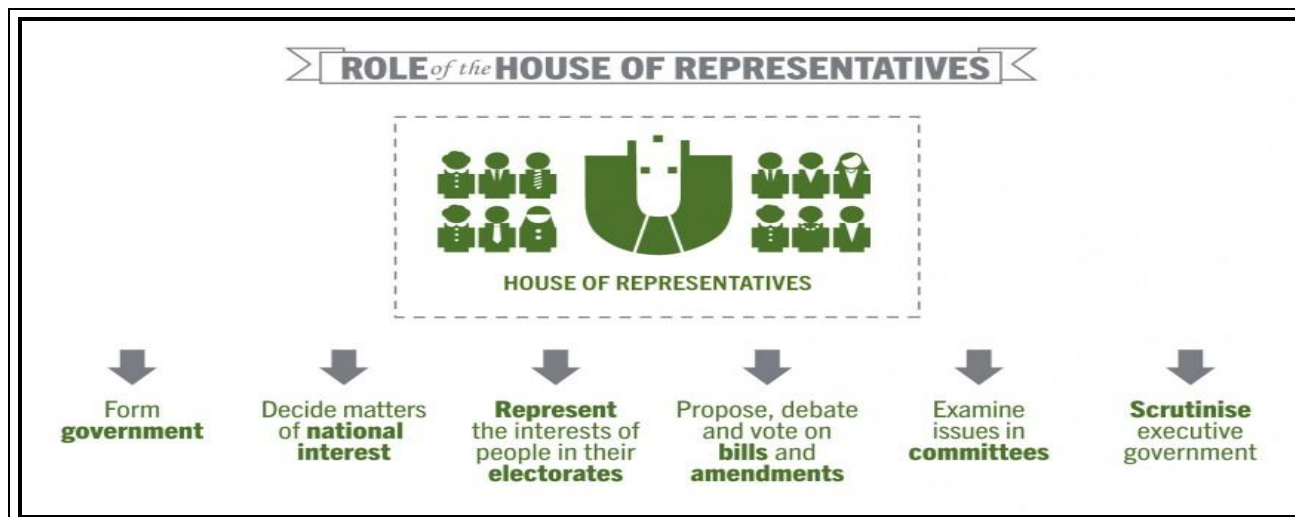 ROLE of the HOUSE OF REPRESENTATIVES
HOUSE OF REPRESENTATIVES
Form
government
Decide matters
of national
interest
Represent
the interests of
people in their
electorates
Propose, debate
and vote on
bills and
amendments
Examine
issues in
committees
Scrutinise
executive
government